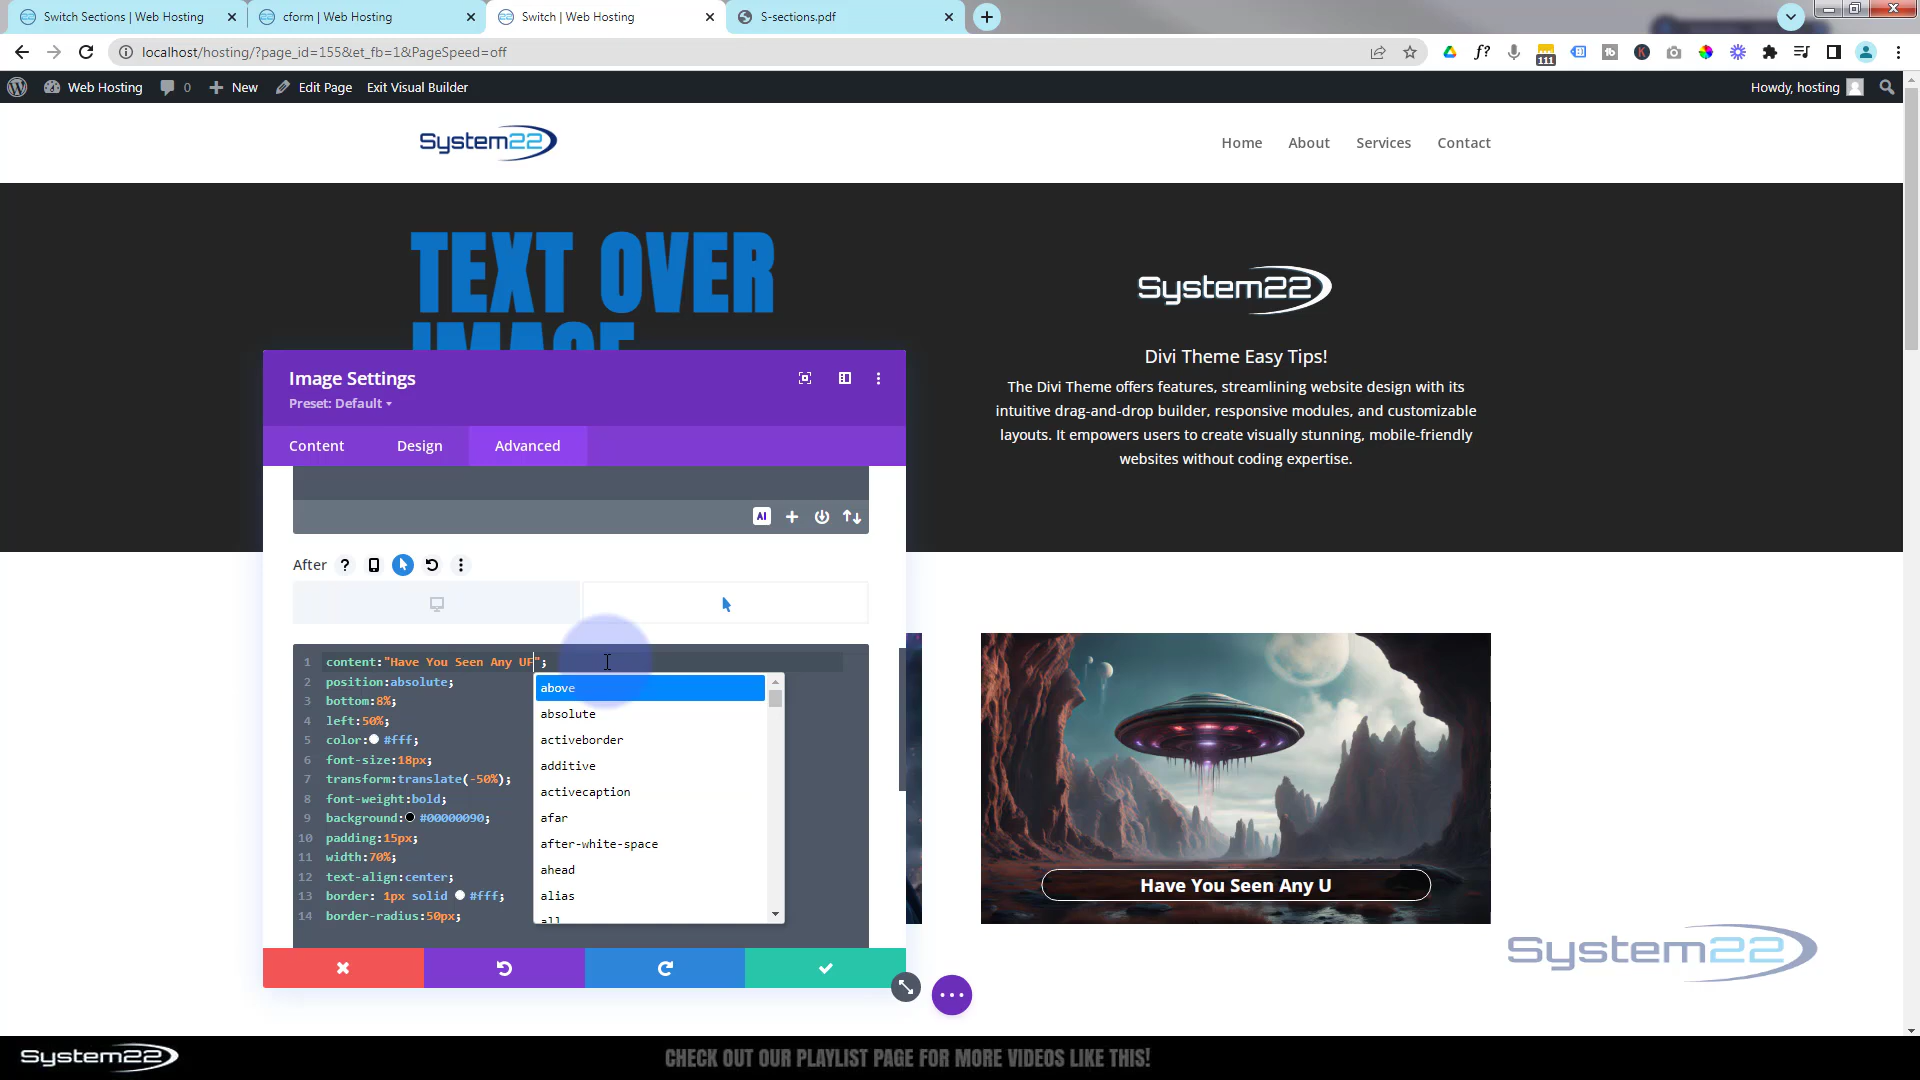 Switch Sections | Web Hosting
cform | Web Hosting
Switch | Web Hosting
S-sections.pdf
localhost/hosting/?page_id=155&et_fb=1&PageSpeed=off
111
Web Hosting
0
New
Edit Page
Exit Visual Builder
Howdy, hosting
System22
Home
About
Services
Contact
TEXT OVER
IMAGE
System22
Divi Theme Easy Tips!
The Divi Theme offers features, streamlining website design with its
intuitive drag-and-drop builder, responsive modules, and customizable
layouts. It empowers users to create visually stunning, mobile-friendly
websites without coding expertise.
Image Settings
Preset: Default
Content
Design
Advanced
AI
After
1 content:"Have You Seen Any UF";
2 position:absolute;
3 bottom:8%;
4 left:50%;
5 color: #fff;
6 font-size:18px;
7 transform:translate(-50%);
8 font-weight:bold;
9 background: #00000090;
10 padding:15px;
11 width:70%;
12 text-align:center;
13 border: 1px solid #fff;
14 border-radius:50px;
above
absolute
activeborder
additive
activecaption
afar
after-white-space
ahead
alias
all
Have You Seen Any U
System22
System22
CHECK OUT OUR PLAYLIST PAGE FOR MORE VIDEOS LIKE THIS!